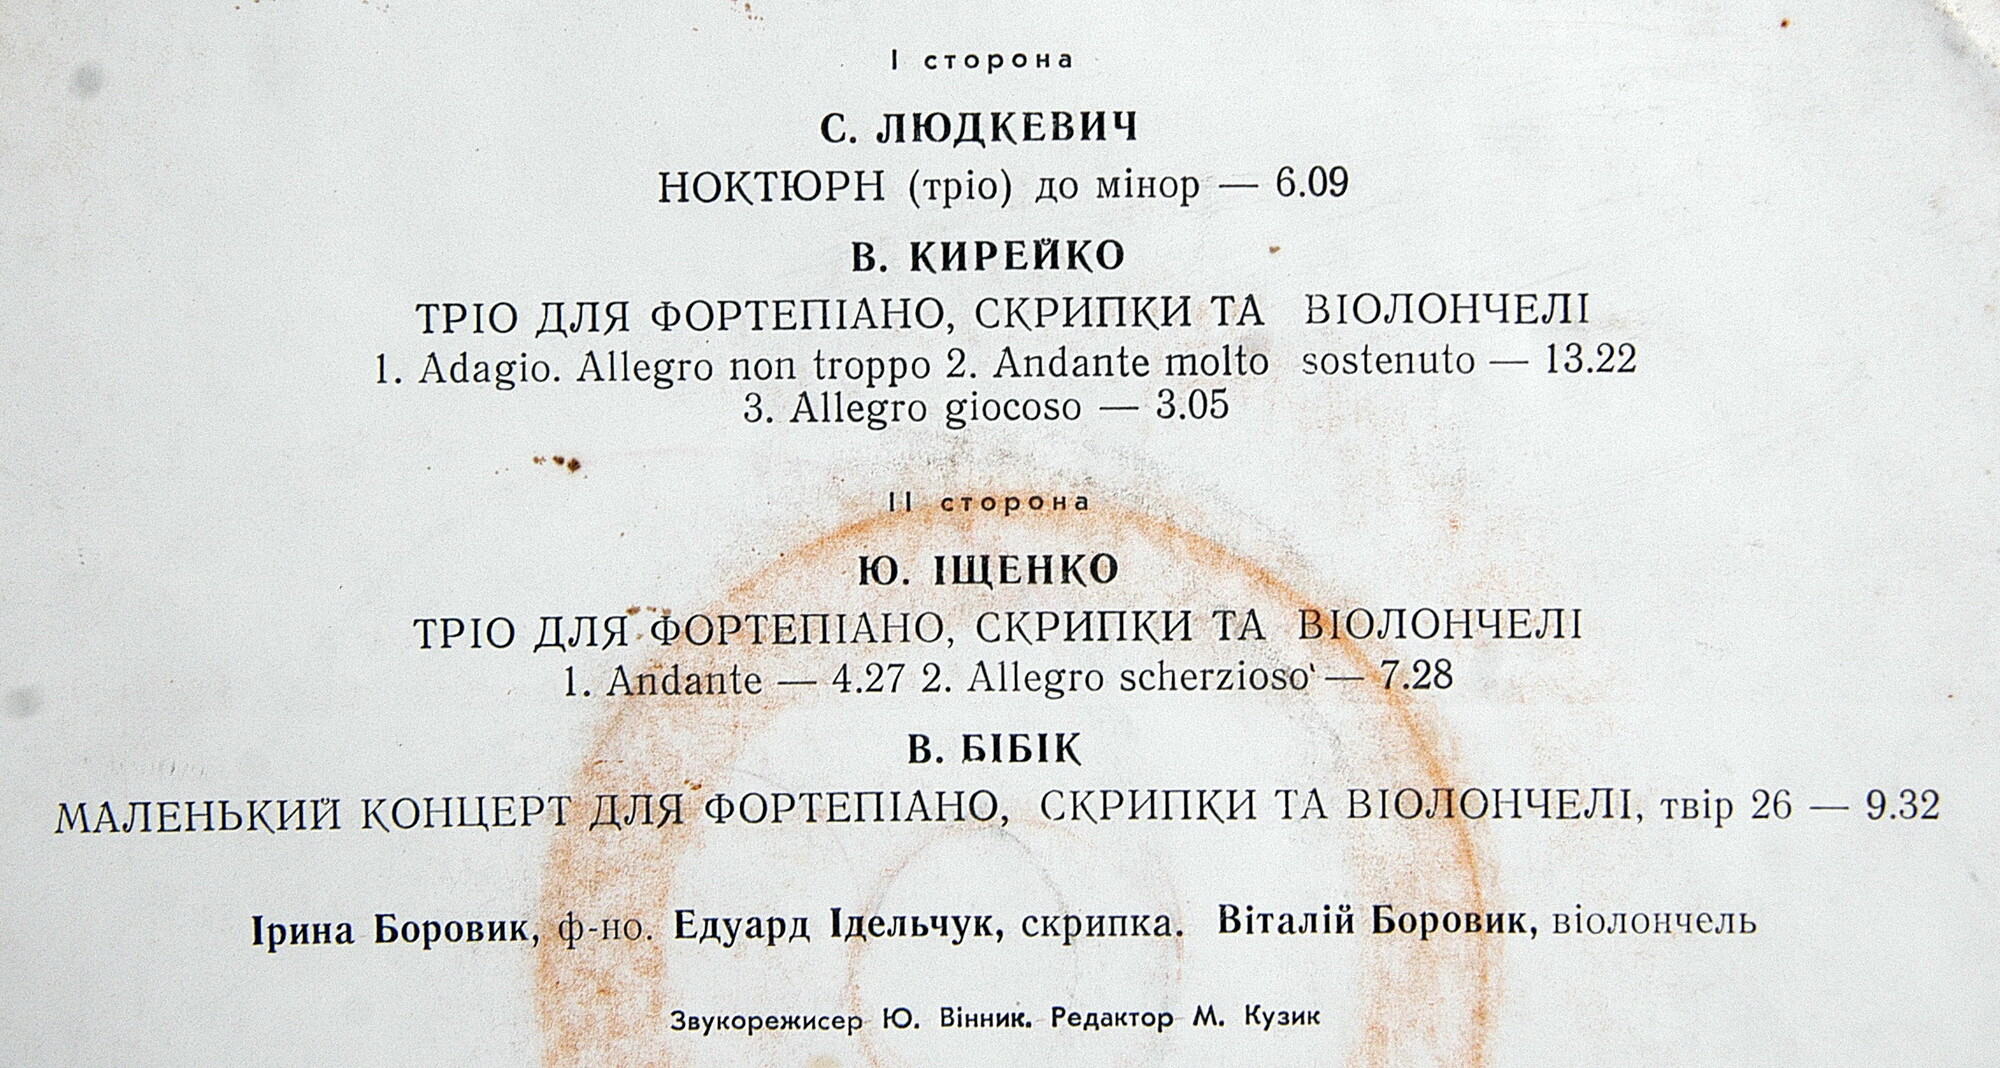 I сторона
С. ЛЮДКЕВИЧ
НОКТЮРН (тріо) до мінор — 6.09
В. КИРЕЙКО
ТРІО ДЛЯ ФОРТЕПІАНО, СКРИПКИ ТА ВІОЛОНЧЕЛІ
1. Adagio. Allegro non troppo 2. Andante molto sostenuto — 13.22
3. Allegro giocoso — 3.05
II сторона
Ю. ІЩЕНКО
ТРІО ДЛЯ ФОРТЕПІАНО, СКРИПКИ ТА ВІОЛОНЧЕЛІ
1. Andante — 4.27 2. Allegro scherzioso — 7.28
В. БІБІК
МАЛЕНЬКИЙ КОНЦЕРТ ДЛЯ ФОРТЕПІАНО, СКРИПКИ ТА ВІОЛОНЧЕЛІ, твір 26 — 9.32
Ірина Боровик, ф-но. Едуард Ідельчук, скрипка. Віталій Боровик, віолончель
Звукорежисер Ю. Вінник. Редактор М. Кузик